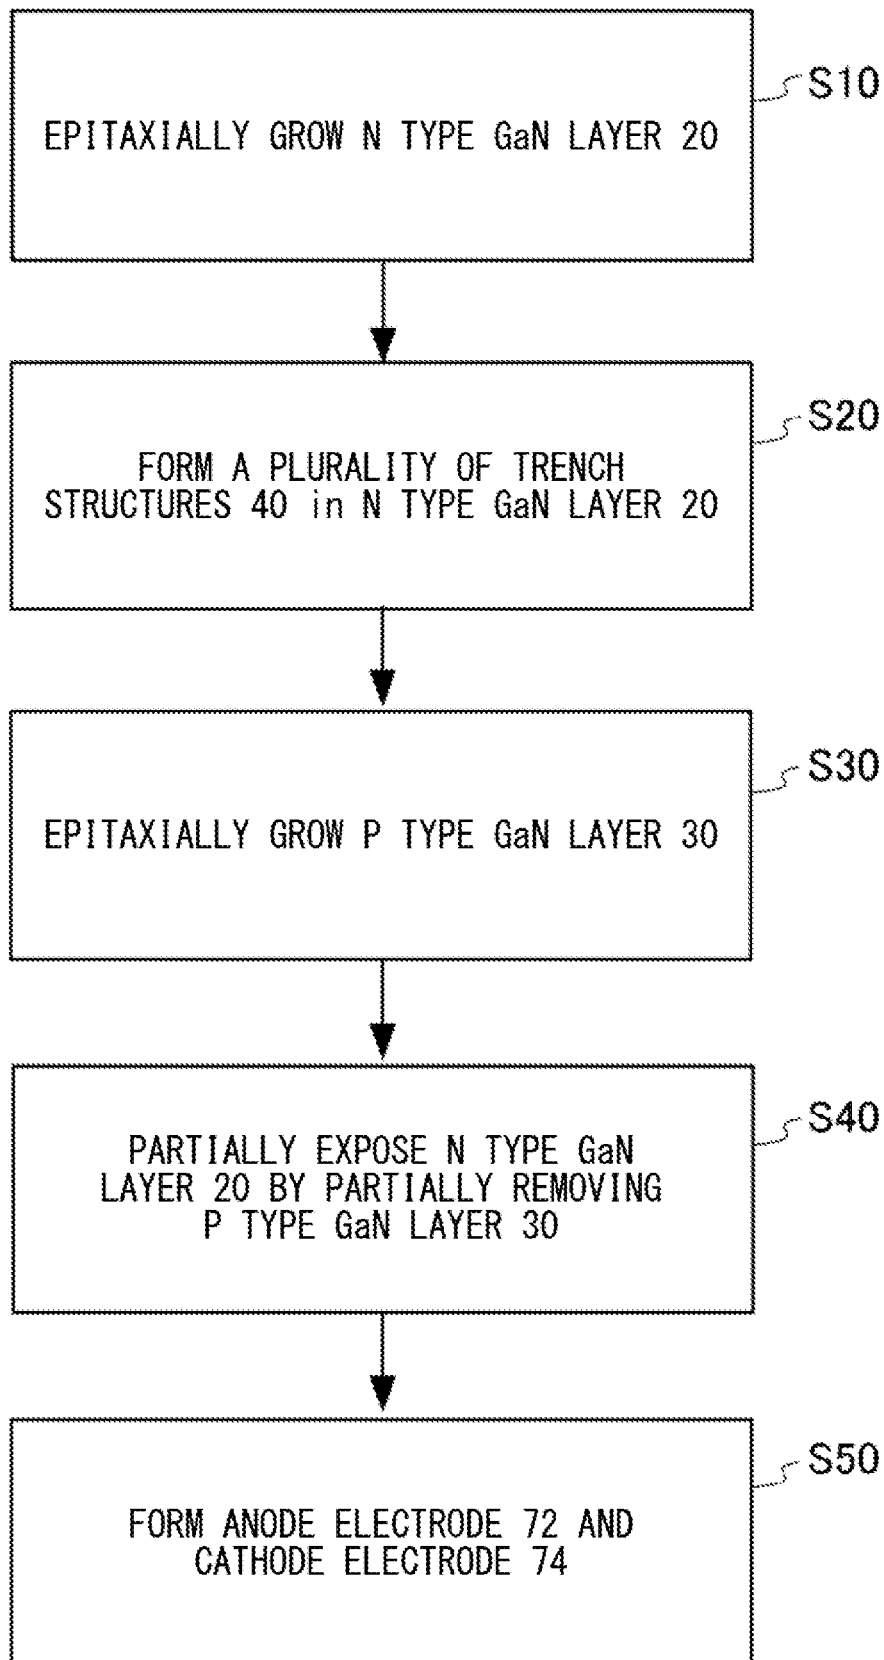 S10
EPITAXIALLY GROW N TYPE GaN LAYER 20
S20
FORM A PLURALITY OF TRENCH
STRUCTURES 40 in N TYPE GaN LAYER 20
S30
EPITAXIALLY GROW P TYPE GaN LAYER 30
S40
PARTIALLY EXPOSE N TYPE GaN
LAYER 20 BY PARTIALLY REMOVING
P TYPE GaN LAYER 30
S50
FORM ANODE ELECTRODE 72 AND
CATHODE ELECTRODE 74